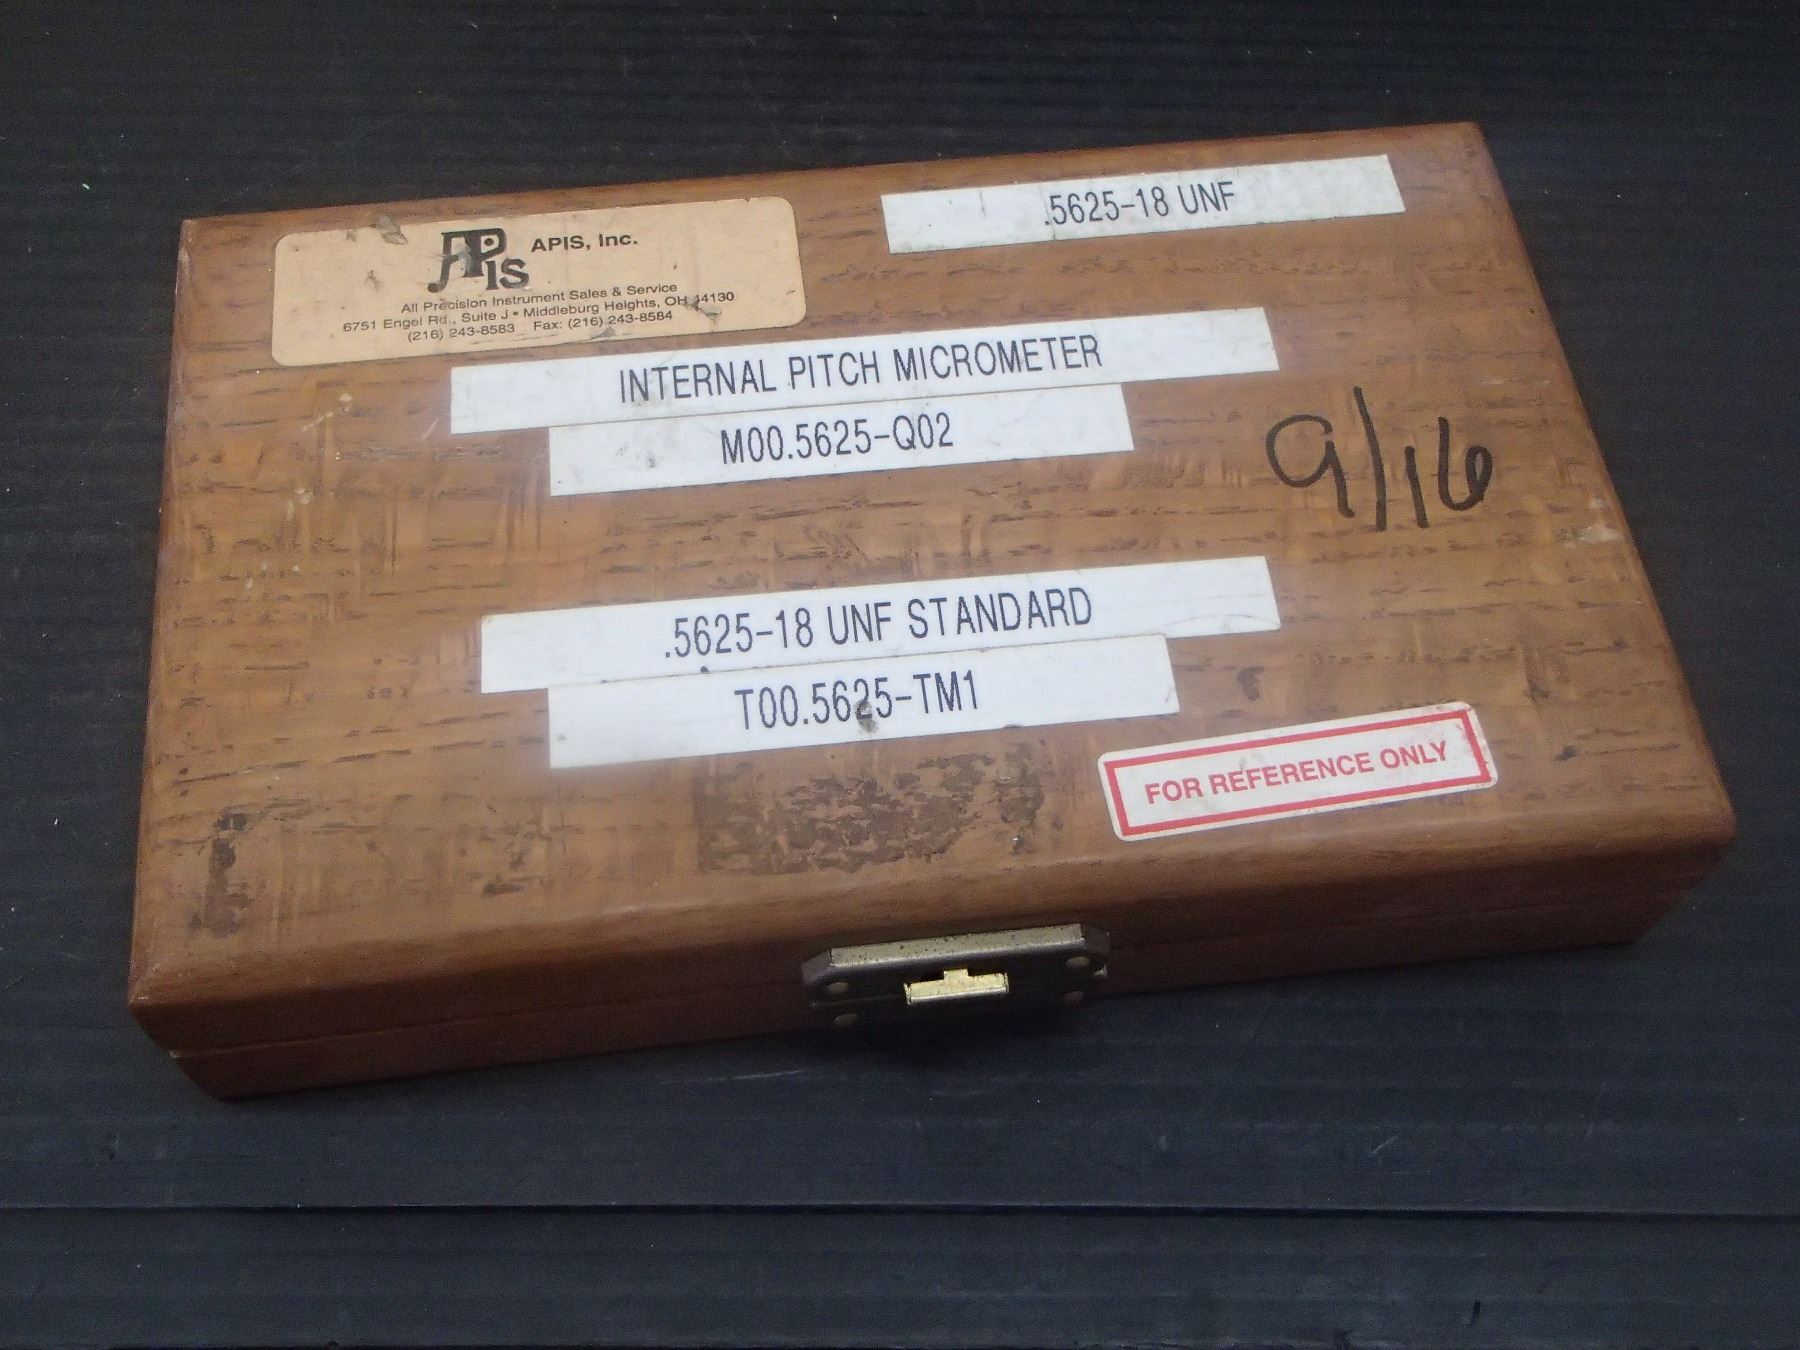 APIS
APIS, Inc.
All Precision Instrument Sales & Service
6751 Engel Rd., Suite J • Middleburg Heights, OH 44130
(216) 243-8583 Fax: (216) 243-8584
.5625-18 UNF
INTERNAL PITCH MICROMETER
M00.5625-Q02
9/16
.5625-18 UNF STANDARD
T00.5625-TM1
FOR REFERENCE ONLY